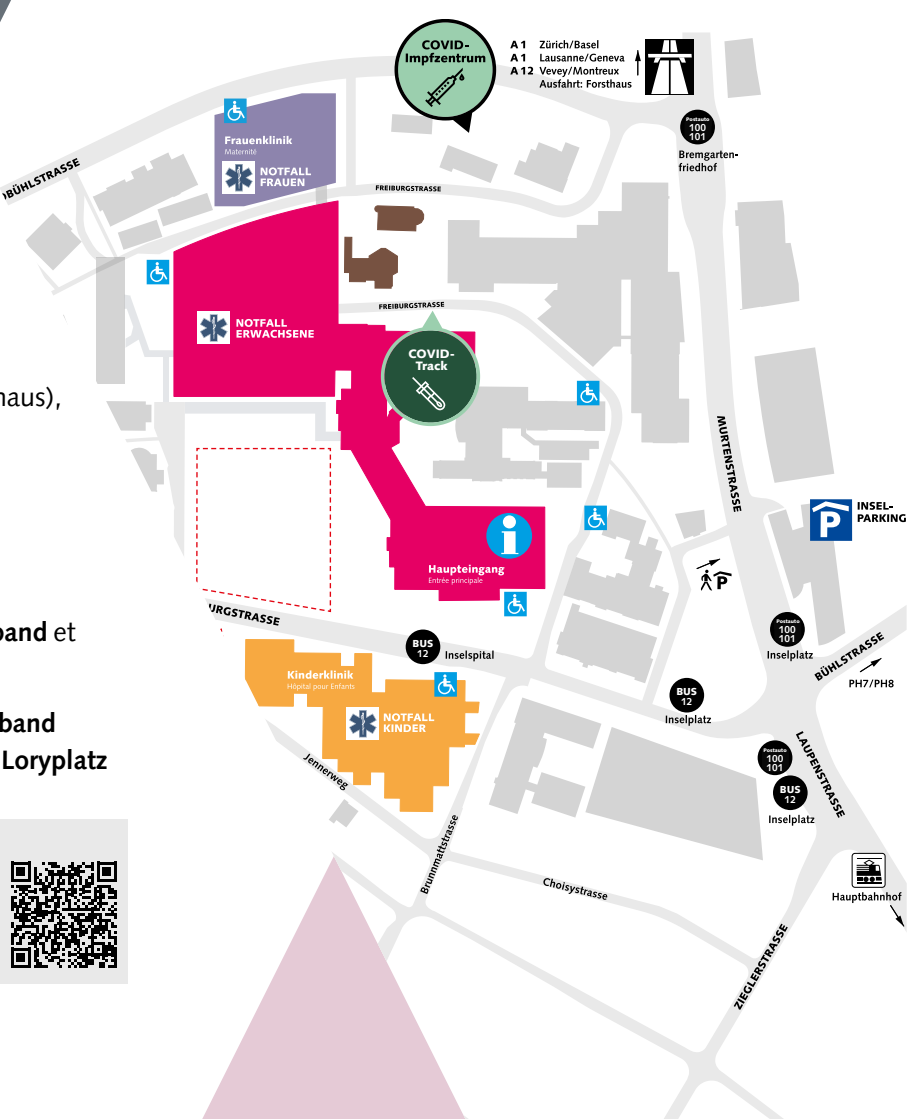 COVID-
Impfzentrum
A 1 Zürich/Basel
A 1 Lausanne/Geneva
A 12 Vevey/Montreux
Ausfahrt: Forsthaus
Postauto
100
101
Bremgarten-
friedhof
BÜHLSTRASSE
Frauenklinik
Maternité
NOTFALL
FRAUEN
FREIBURGSTRASSE
FREIBURGSTRASSE
NOTFALL
ERWACHSENE
COVID-
Track
haus),
MURTENSTRASSE
P
INSEL-
PARKING
Haupteingang
Entrée principale
P
URGSTRASSE
BUS
12
Inselspital
Postauto
100
101
Inselplatz
BÜHLSTRASSE
PH7/PH8
band et
Kinderklinik
Hôpital pour Enfants
NOTFALL
KINDER
BUS
12
Inselplatz
band
Loryplatz
Jennerweg
LAUPENSTRASSE
Postauto
100
101
BUS
12
Inselplatz
Brunnmattstrasse
Choisystrasse
Hauptbahnhof
ZIEGLERSTRASSE